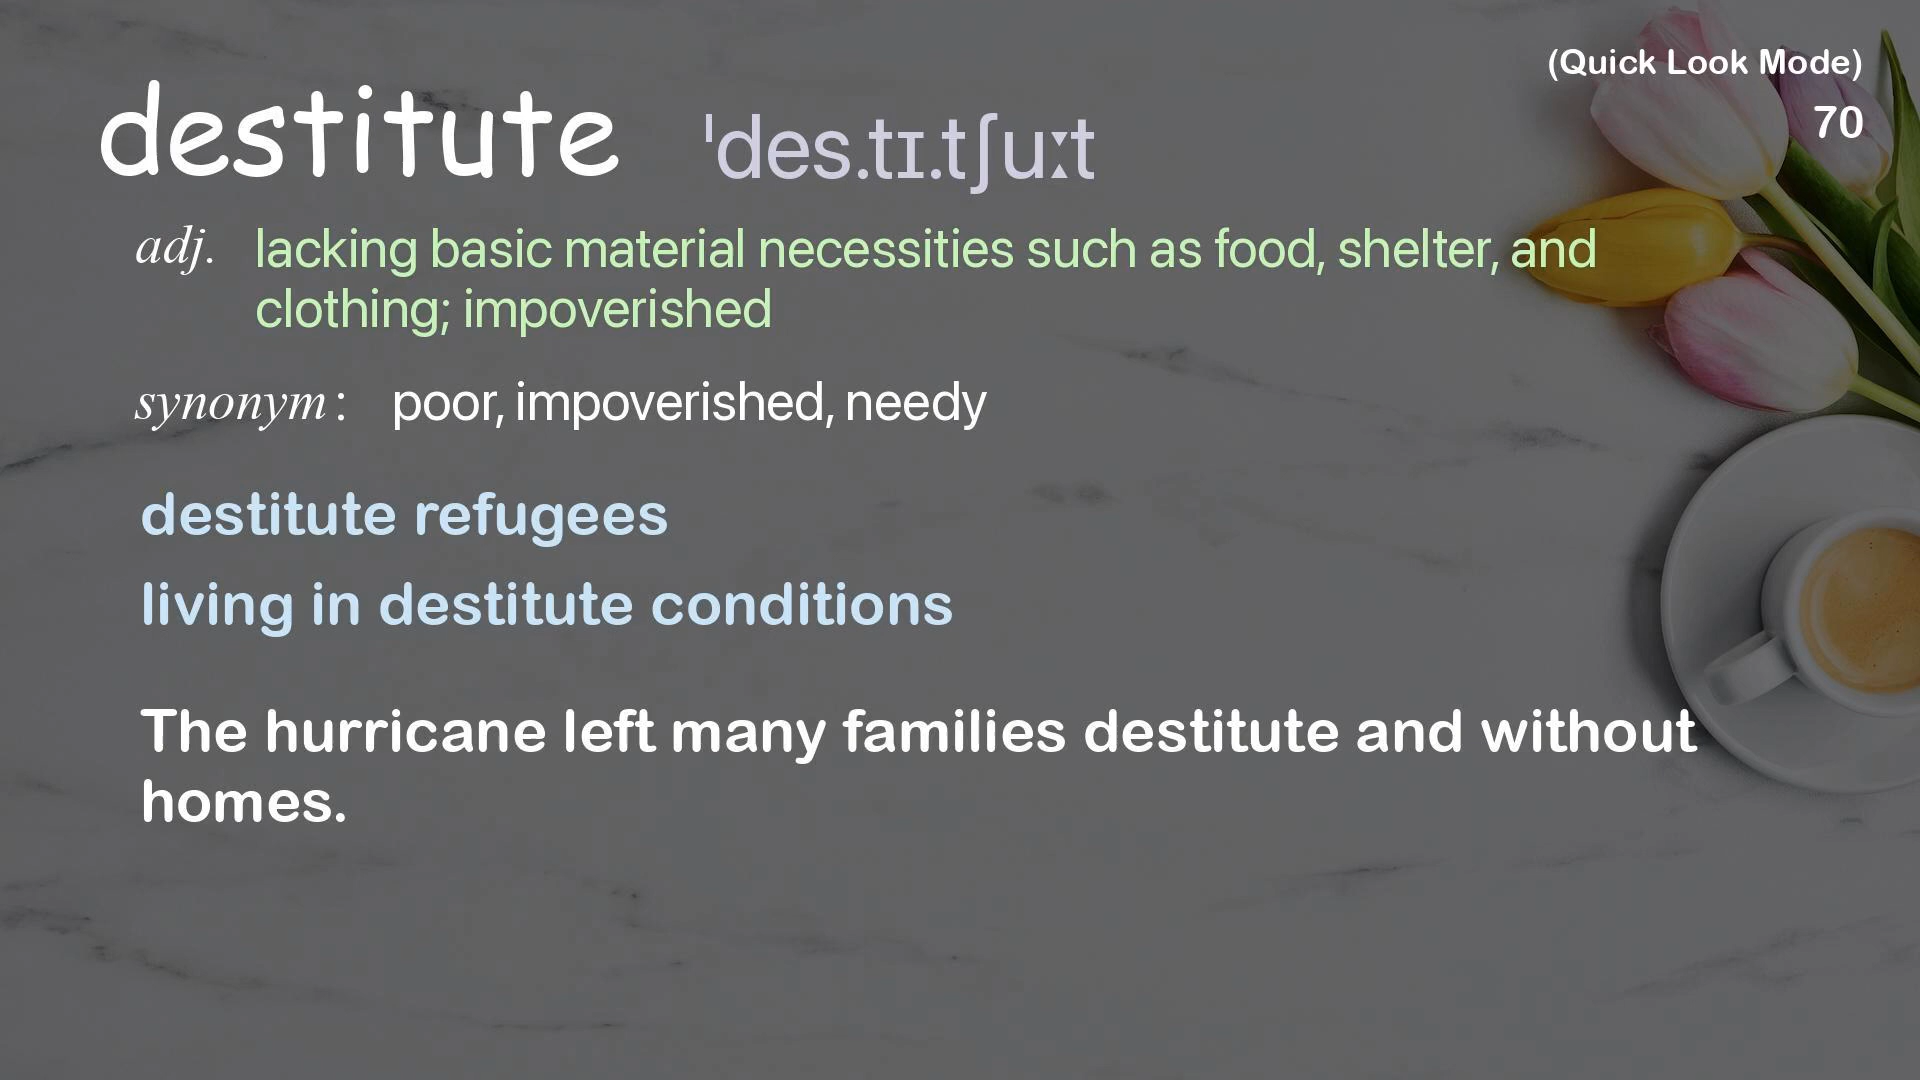 (Quick Look Mode)
70
destitute ˈdes.tɪ.tʃuːt
adj. lacking basic material necessities such as food, shelter, and
clothing; impoverished
synonym : poor, impoverished, needy
destitute refugees
living in destitute conditions
The hurricane left many families destitute and without
homes.